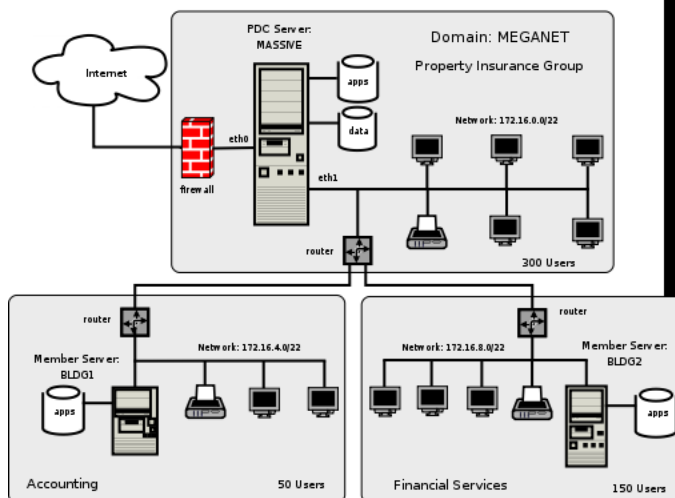 PDC Server:
MASSIVE
Domain: MEGANET
Property Insurance Group
Internet
apps
data
Network: 172.16.0.0/22
eth0
eth1
firewall
router
300 Users
router
Network: 172.16.4.0/22
Member Server:
BLDG1
apps
Accounting
50 Users
router
Network: 172.16.8.0/22
Member Server:
BLDG2
apps
Financial Services
150 Users